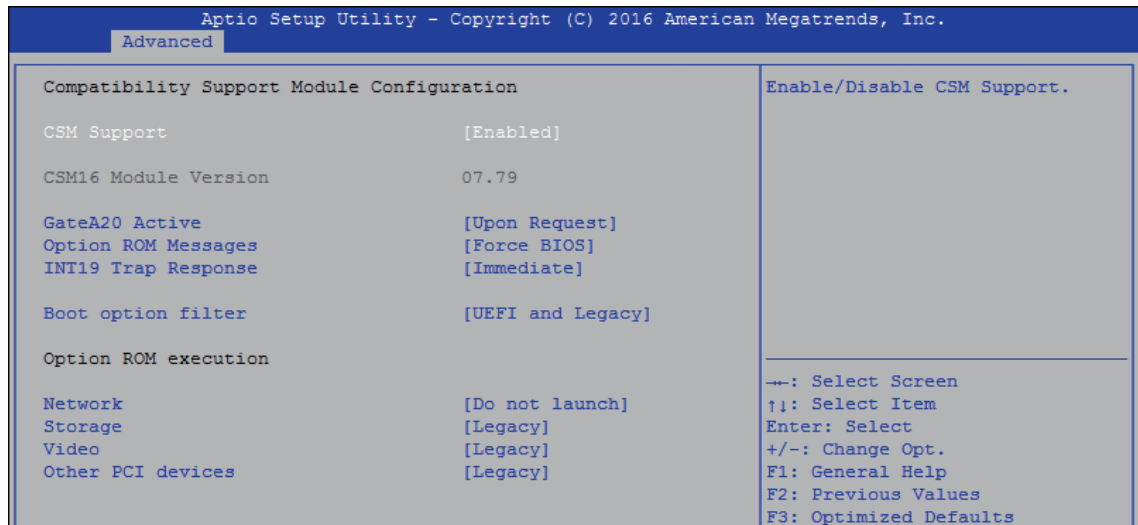 Aptio Setup Utility - Copyright (C) 2016 American Megatrends, Inc.
Advanced
Compatibility Support Module Configuration
CSM Support [Enabled]
CSM16 Module Version 07.79
GateA20 Active [Upon Request]
Option ROM Messages [Force BIOS]
INT19 Trap Response [Immediate]
Boot option filter [UEFI and Legacy]
Option ROM execution
Network [Do not launch]
Storage [Legacy]
Video [Legacy]
Other PCI devices [Legacy]
Enable/Disable CSM Support.
→←: Select Screen
↑↓: Select Item
Enter: Select
+/-: Change Opt.
F1: General Help
F2: Previous Values
F3: Optimized Defaults